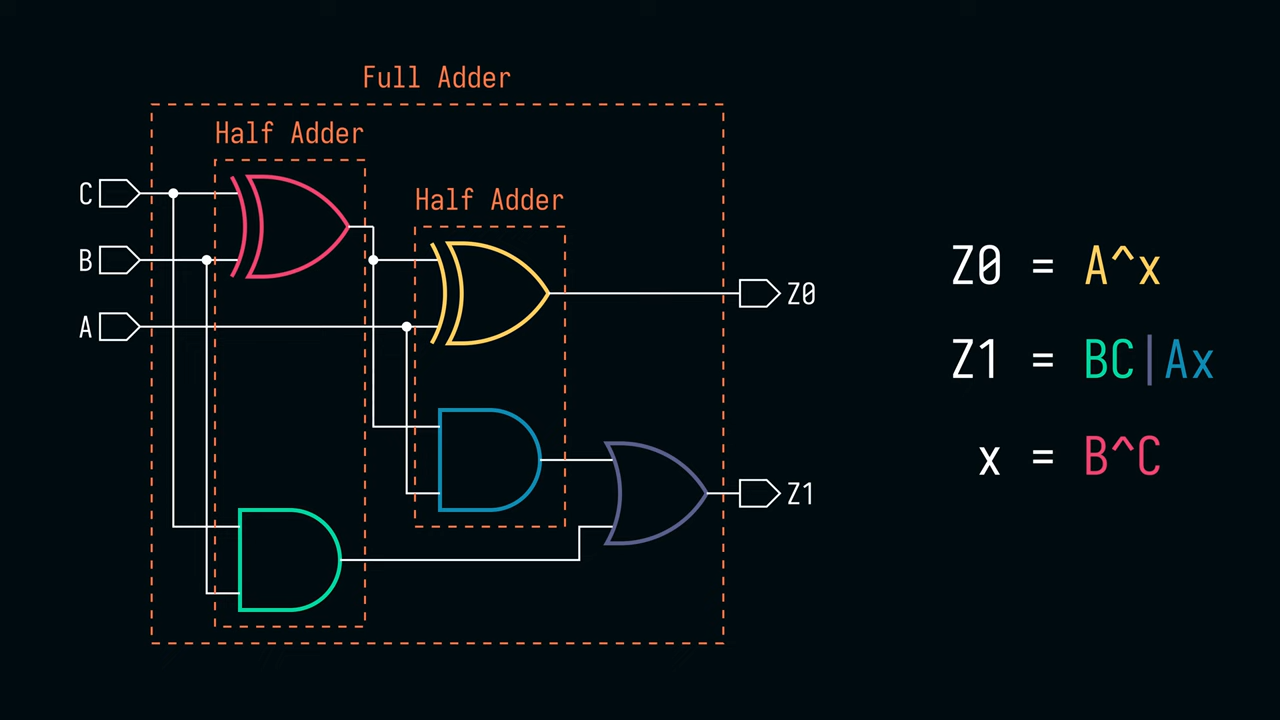 Full Adder
Half Adder
Half Adder
C
B
A
Z0
Z1
Z0 = A^x
Z1 = BC|Ax
x = B^C